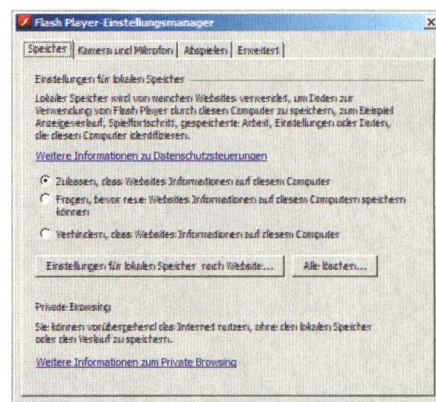 Flash Player-Einstellungsmanager
Speicher Kamera und Mikrofon Abspielen Erweitert
Einstellungen für lokalen Speicher
Lokaler Speicher wird von manchen Websites verwendet, um Daten zur
Verwendung von Flash Player durch diesen Computer zu speichern, zum Beispiel
Anzeigeverlauf, Spielfortschritt, gespeicherte Arbeit, Einstellungen oder Daten,
die diesen Computer identifizieren.
Weitere Informationen zu Datenschutzsteuerungen
Zulassen, dass Websites Informationen auf diesem Computer
Fragen, bevor neue Websites Informationen auf diesem Computern speichern
können
Verhindern, dass Websites Informationen auf diesem Computer
Einstellungen für lokalen Speicher nach Website... Alle löschen...
Private Browsing
Sie können vorübergehend das Internet nutzen, ohne den lokalen Speicher
oder den Verlauf zu speichern.
Weitere Informationen zum Private Browsing